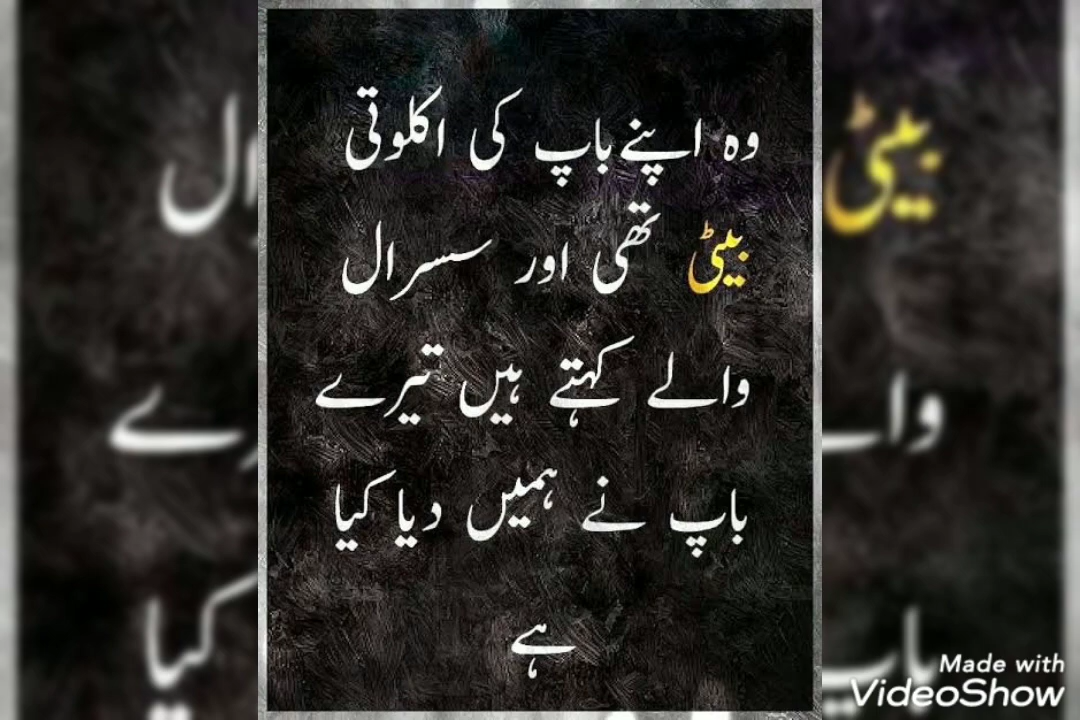 وہ اپنے باپ کی اکلوتی
بیٹی تھی اور سسرال
والے کہتے ہیں تیرے
باپ نے ہمیں دیا کیا
ہے
Made with
VideoShow